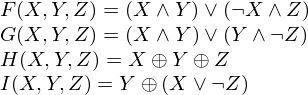 F(X, Y, Z) = (X ∧ Y) ∨ (¬X ∧ Z)
G(X, Y, Z) = (X ∧ Y) ∨ (Y ∧ ¬Z)
H(X, Y, Z) = X ⊕ Y ⊕ Z
I(X, Y, Z) = Y ⊕ (X ∨ ¬Z)